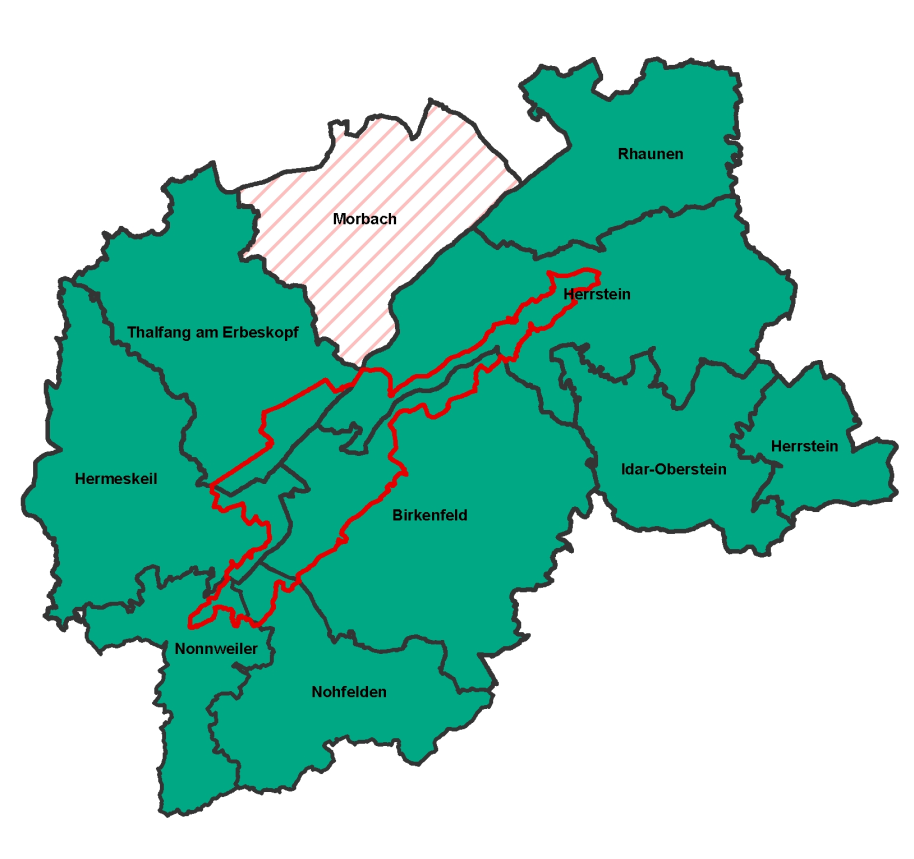 Rhaunen
Morbach
Herrstein
Thalfang am Erbeskopf
Herrstein
Idar-Oberstein
Hermeskeil
Birkenfeld
Nonnweiler
Nohfelden